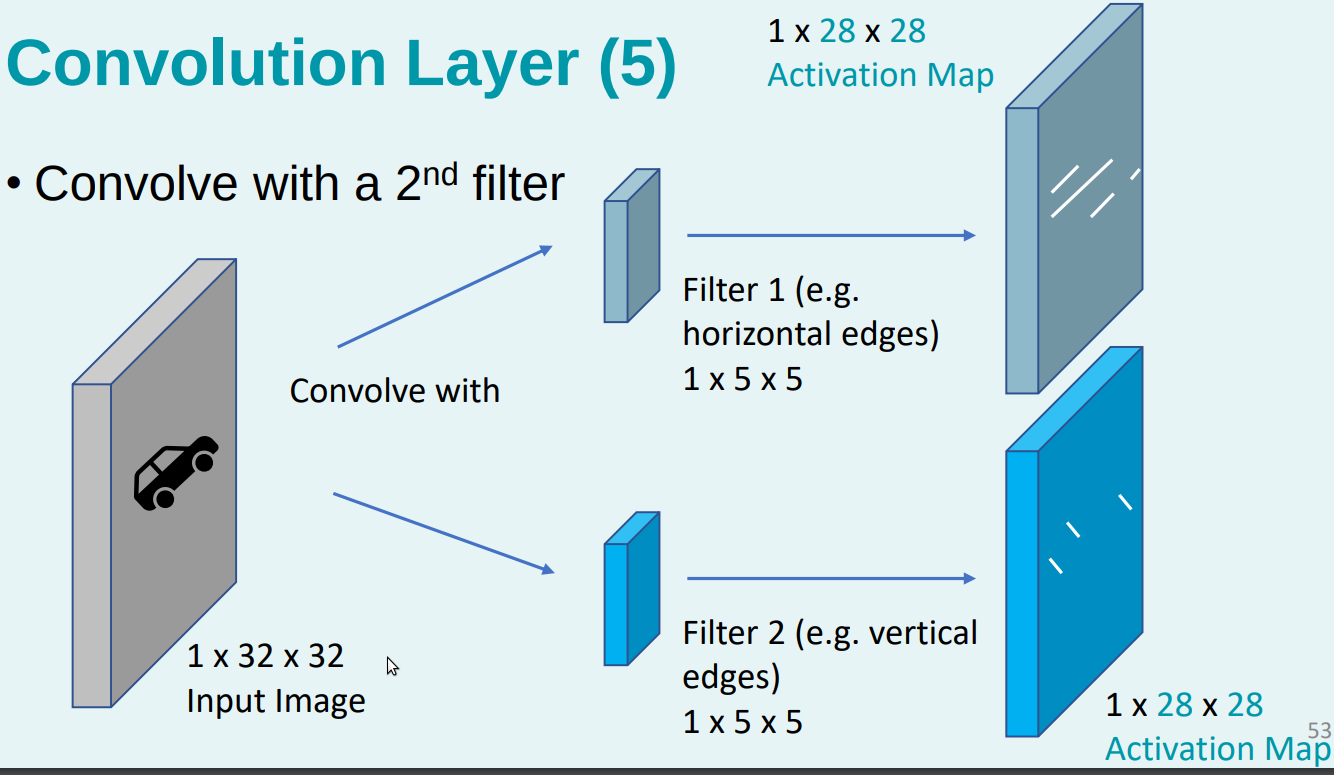 Convolution Layer (5)
1 x 28 x 28
Activation Map
• Convolve with a 2nd filter
Filter 1 (e.g.
horizontal edges)
1 x 5 x 5
Convolve with
1 x 32 x 32
Input Image
Filter 2 (e.g. vertical
edges)
1 x 5 x 5
1 x 28 x 28
Activation Map
53